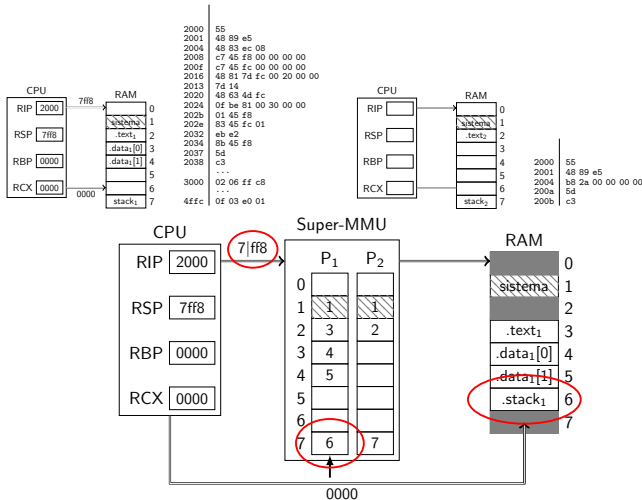 2000 55
2001 48 89 e5
2004 48 83 ec 08
2008 c7 45 f8 00 00 00 00
200f c7 45 fc 00 00 00 00
2016 48 81 7d fc 00 20 00 00
2013 7d 14
2020 48 63 4d fc
2024 0f be 81 00 30 00 00
202b 01 45 f8
202e 83 45 fc 01
2032 eb e2
2034 8b 45 f8
2037 5d
2038 c3
...
3000 02 06 ff c8
...
4ffc 0f 03 e0 01
CPU
RIP 2000
RSP 7ff8
RBP 0000
RCX 0000
7ff8
0000
RAM
0
sistema 1
.text1 2
.data1[0] 3
.data1[1] 4
5
6
stack1 7
CPU
RIP
RSP
RBP
RCX
RAM
0
sistema 1
.text2 2
3
4
5
6
stack2 7
2000 55
2001 48 89 e5
2004 b8 2a 00 00 00 00
200a 5d
200b c3
CPU
RIP 2000
RSP 7ff8
RBP 0000
RCX 0000
7|ff8
Super-MMU
P1 P2
0
1 1 1
2 3 2
3 4
4 5
5
6
7 6 7
0000
RAM
0
sistema 1
2
.text1 3
.data1[0] 4
.data1[1] 5
.stack1 6
7